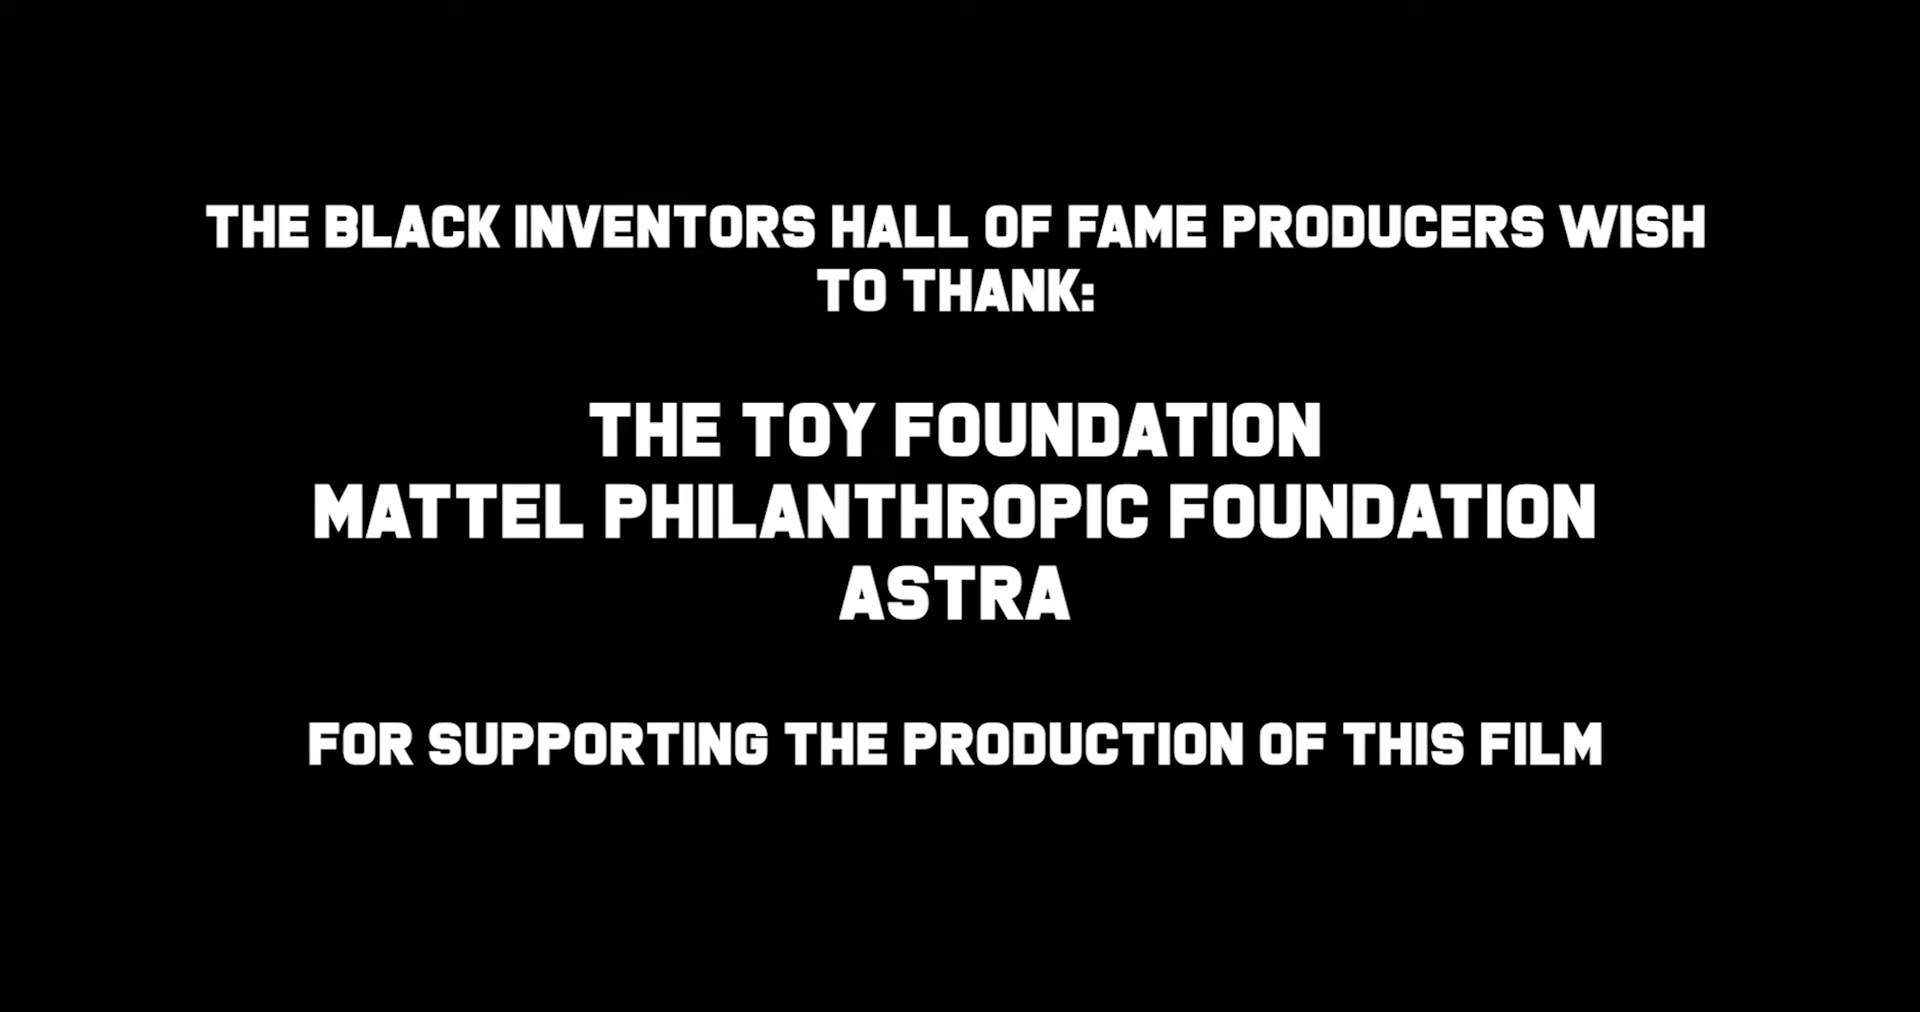 THE BLACK INVENTORS HALL OF FAME PRODUCERS WISH
TO THANK:
THE TOY FOUNDATION
MATTEL PHILANTHROPIC FOUNDATION
ASTRA
FOR SUPPORTING THE PRODUCTION OF THIS FILM